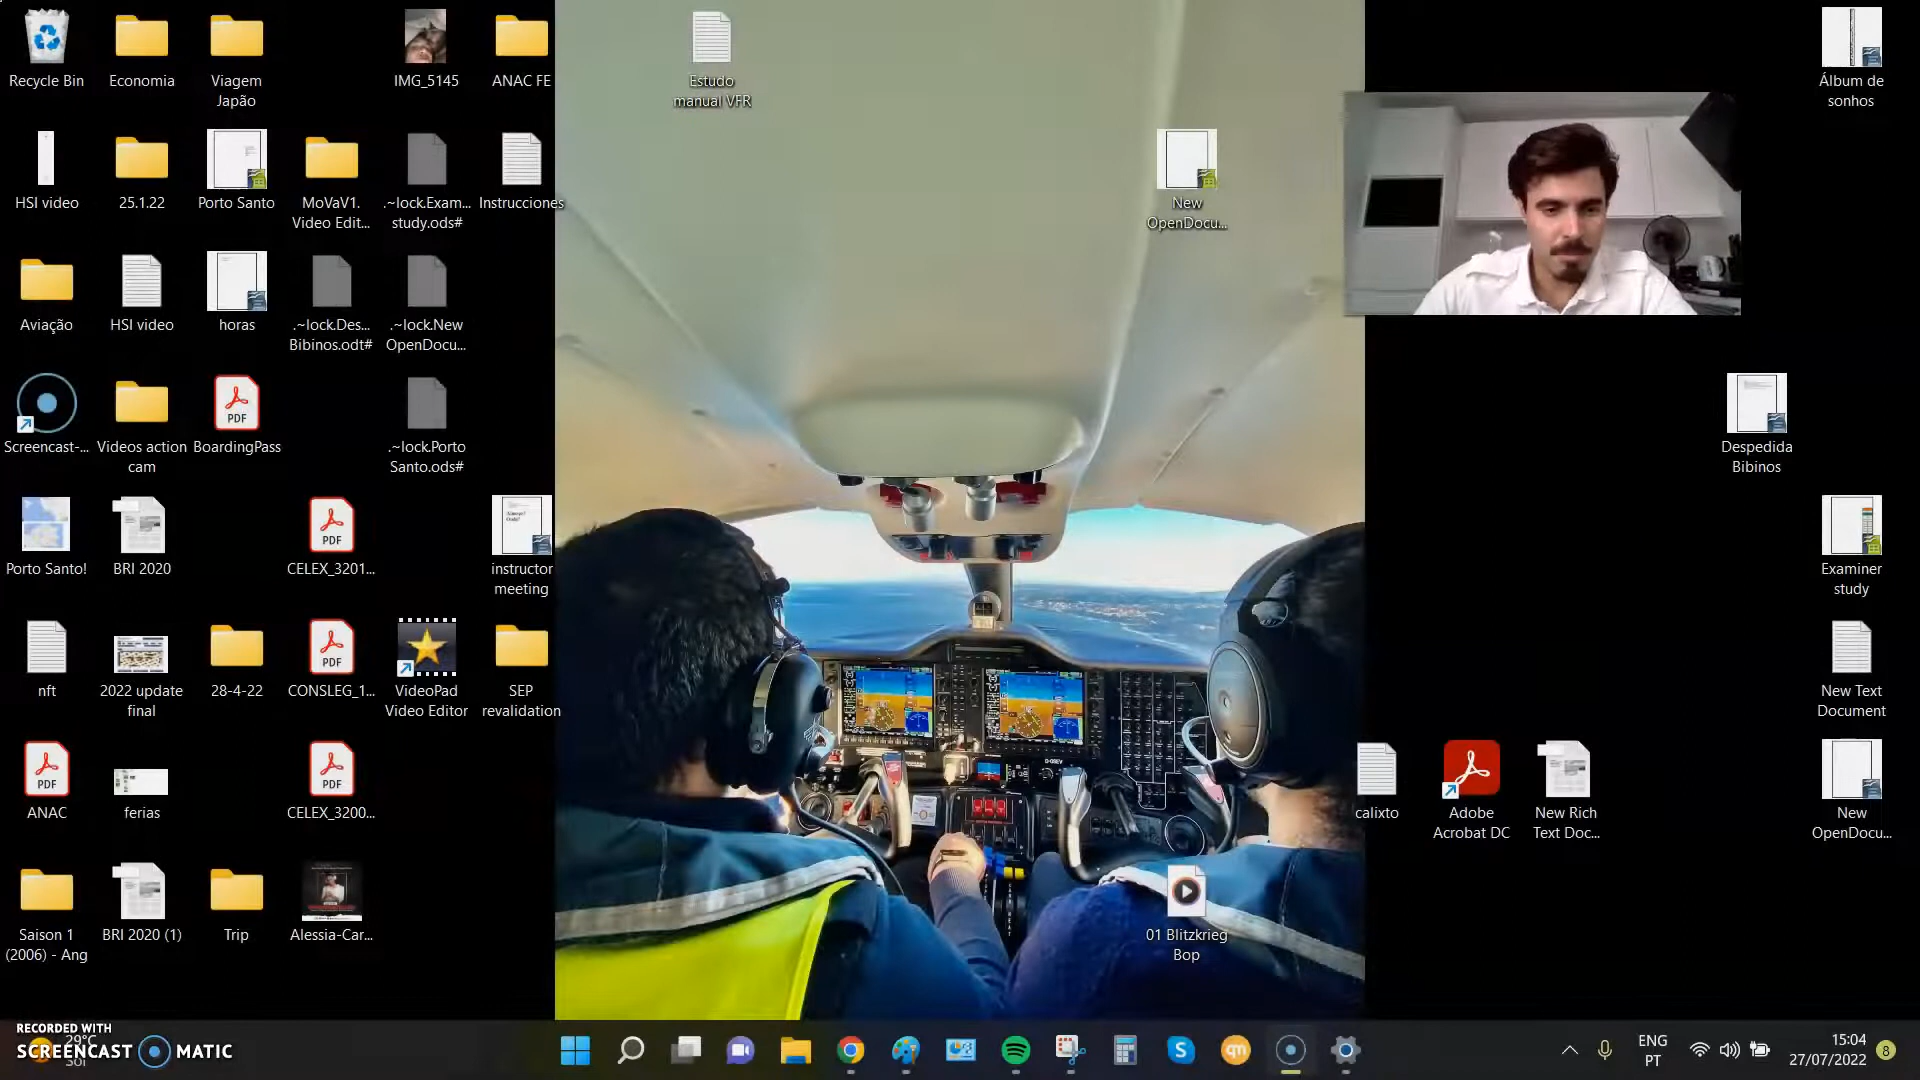 Recycle Bin
Economia
Viagem
Japão
IMG_5145
ANAC FE
Estudo
manual VFR
Álbum de
sonhos
HSI video
25.1.22
Porto Santo
MoVaV1.
Video Edit...
.~lock.Exam...
study.ods#
Instrucciones
New
OpenDocu...
Aviação
HSI video
horas
.~lock.Des...
Bibinos.odt#
.~lock.New
OpenDocu...
Screencast-...
Videos action
cam
PDF
BoardingPass
.~lock.Porto
Santo.ods#
Despedida
Bibinos
Porto Santo!
BRI 2020
PDF
CELEX_3201...
instructor
meeting
Examiner
study
nft
2022 update
final
28-4-22
PDF
CONSLEG_1...
VideoPad
Video Editor
SEP
revalidation
New Text
Document
PDF
ANAC
ferias
PDF
CELEX_3200...
calixto
Adobe
Acrobat DC
New Rich
Text Doc...
New
OpenDocu...
Saison 1
(2006) - Ang
BRI 2020 (1)
Trip
Alessia-Car...
01 Blitzkrieg
Bop
RECORDED WITH
SCREENCAST MATIC
29°C
Sol
ENG
PT
15:04
27/07/2022
8